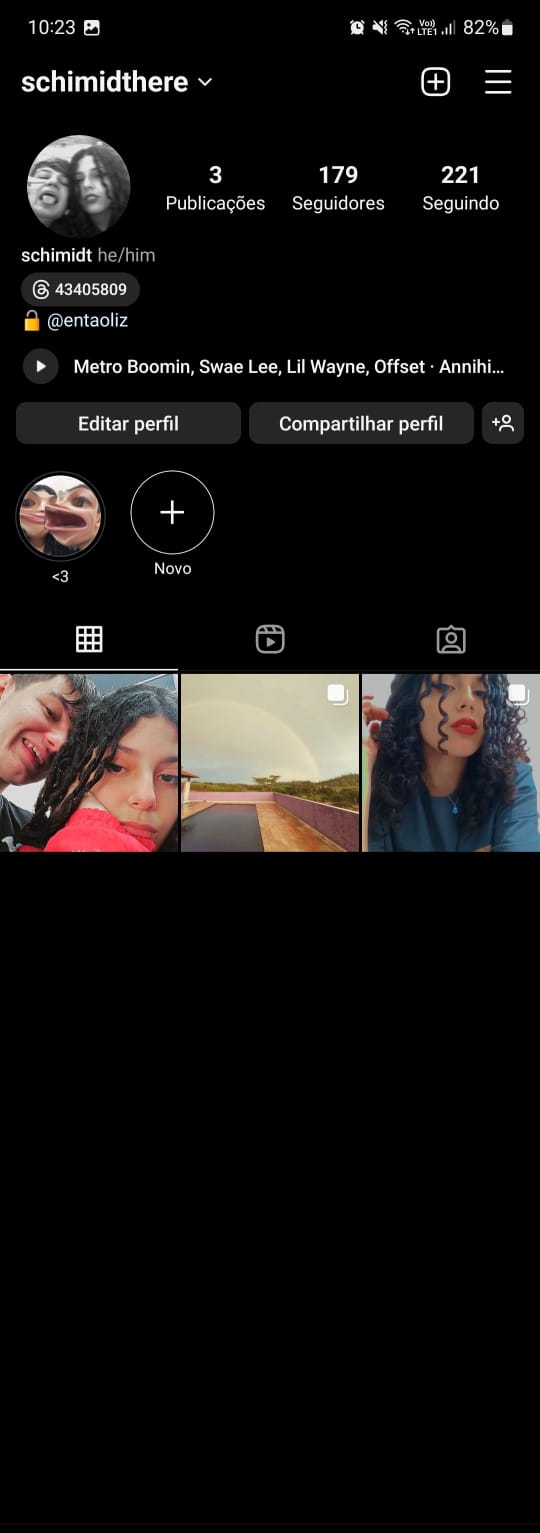 10:23 Vo)) LTE1 82%
schimidthere
3 179 221
Publicações Seguidores Seguindo
schimidt he/him
43405809
@entaoliz
Metro Boomin, Swae Lee, Lil Wayne, Offset · Annihi...
Editar perfil Compartilhar perfil
<3 Novo